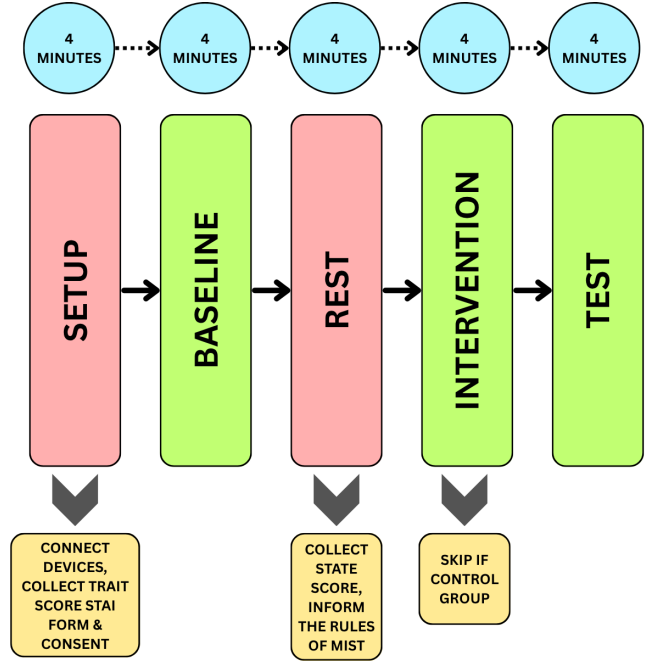 4
MINUTES
4
MINUTES
4
MINUTES
4
MINUTES
4
MINUTES
SETUP
BASELINE
REST
INTERVENTION
TEST
CONNECT
DEVICES,
COLLECT TRAIT
SCORE STAI
FORM &
CONSENT
COLLECT
STATE
SCORE,
INFORM
THE RULES
OF MIST
SKIP IF
CONTROL
GROUP